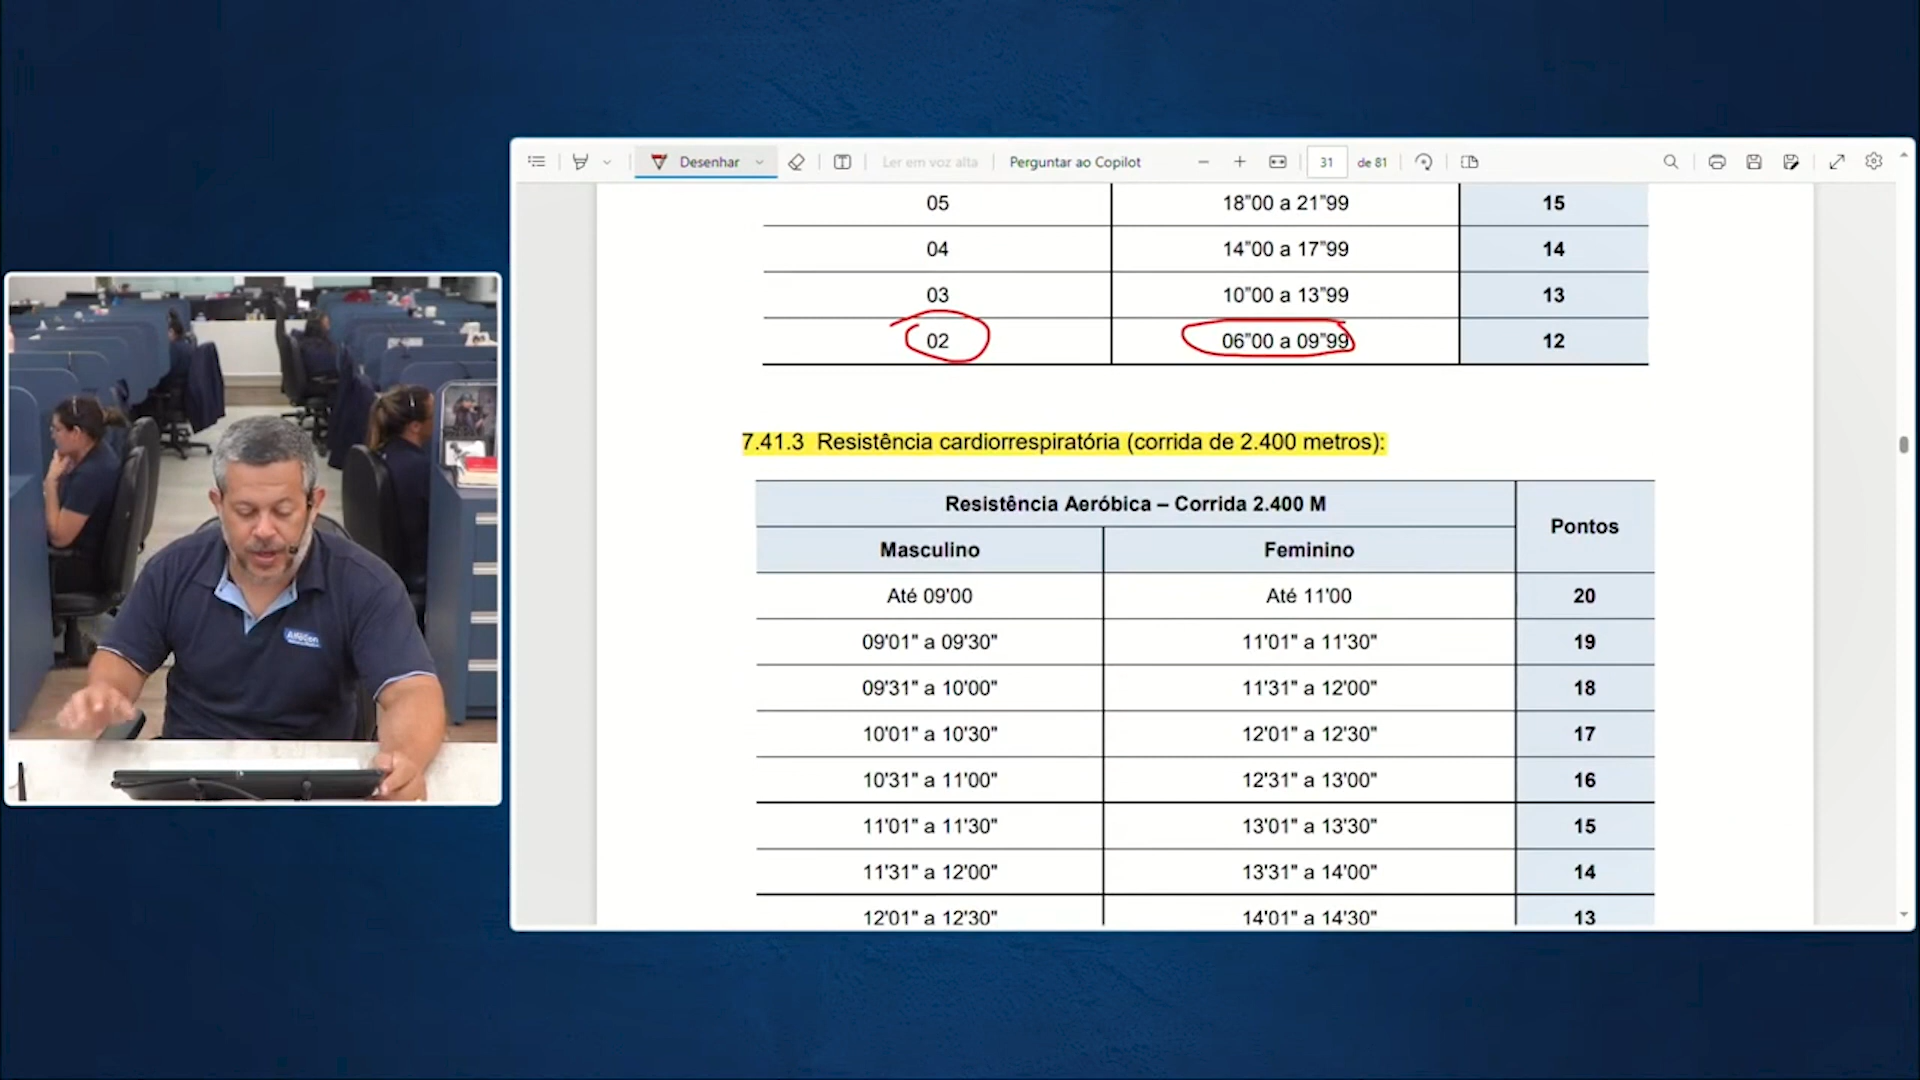 Desenhar
Ler em voz alta
Perguntar ao Copilot
31 de 81
05 18"00 a 21"99 15
04 14"00 a 17"99 14
03 10"00 a 13"99 13
02 06"00 a 09"99 12
7.41.3 Resistência cardiorrespiratória (corrida de 2.400 metros):
Resistência Aeróbica – Corrida 2.400 M
Pontos
Masculino Feminino
Até 09'00 Até 11'00 20
09'01" a 09'30" 11'01" a 11'30" 19
09'31" a 10'00" 11'31" a 12'00" 18
10'01" a 10'30" 12'01" a 12'30" 17
10'31" a 11'00" 12'31" a 13'00" 16
11'01" a 11'30" 13'01" a 13'30" 15
11'31" a 12'00" 13'31" a 14'00" 14
12'01" a 12'30" 14'01" a 14'30" 13
AlfaCon